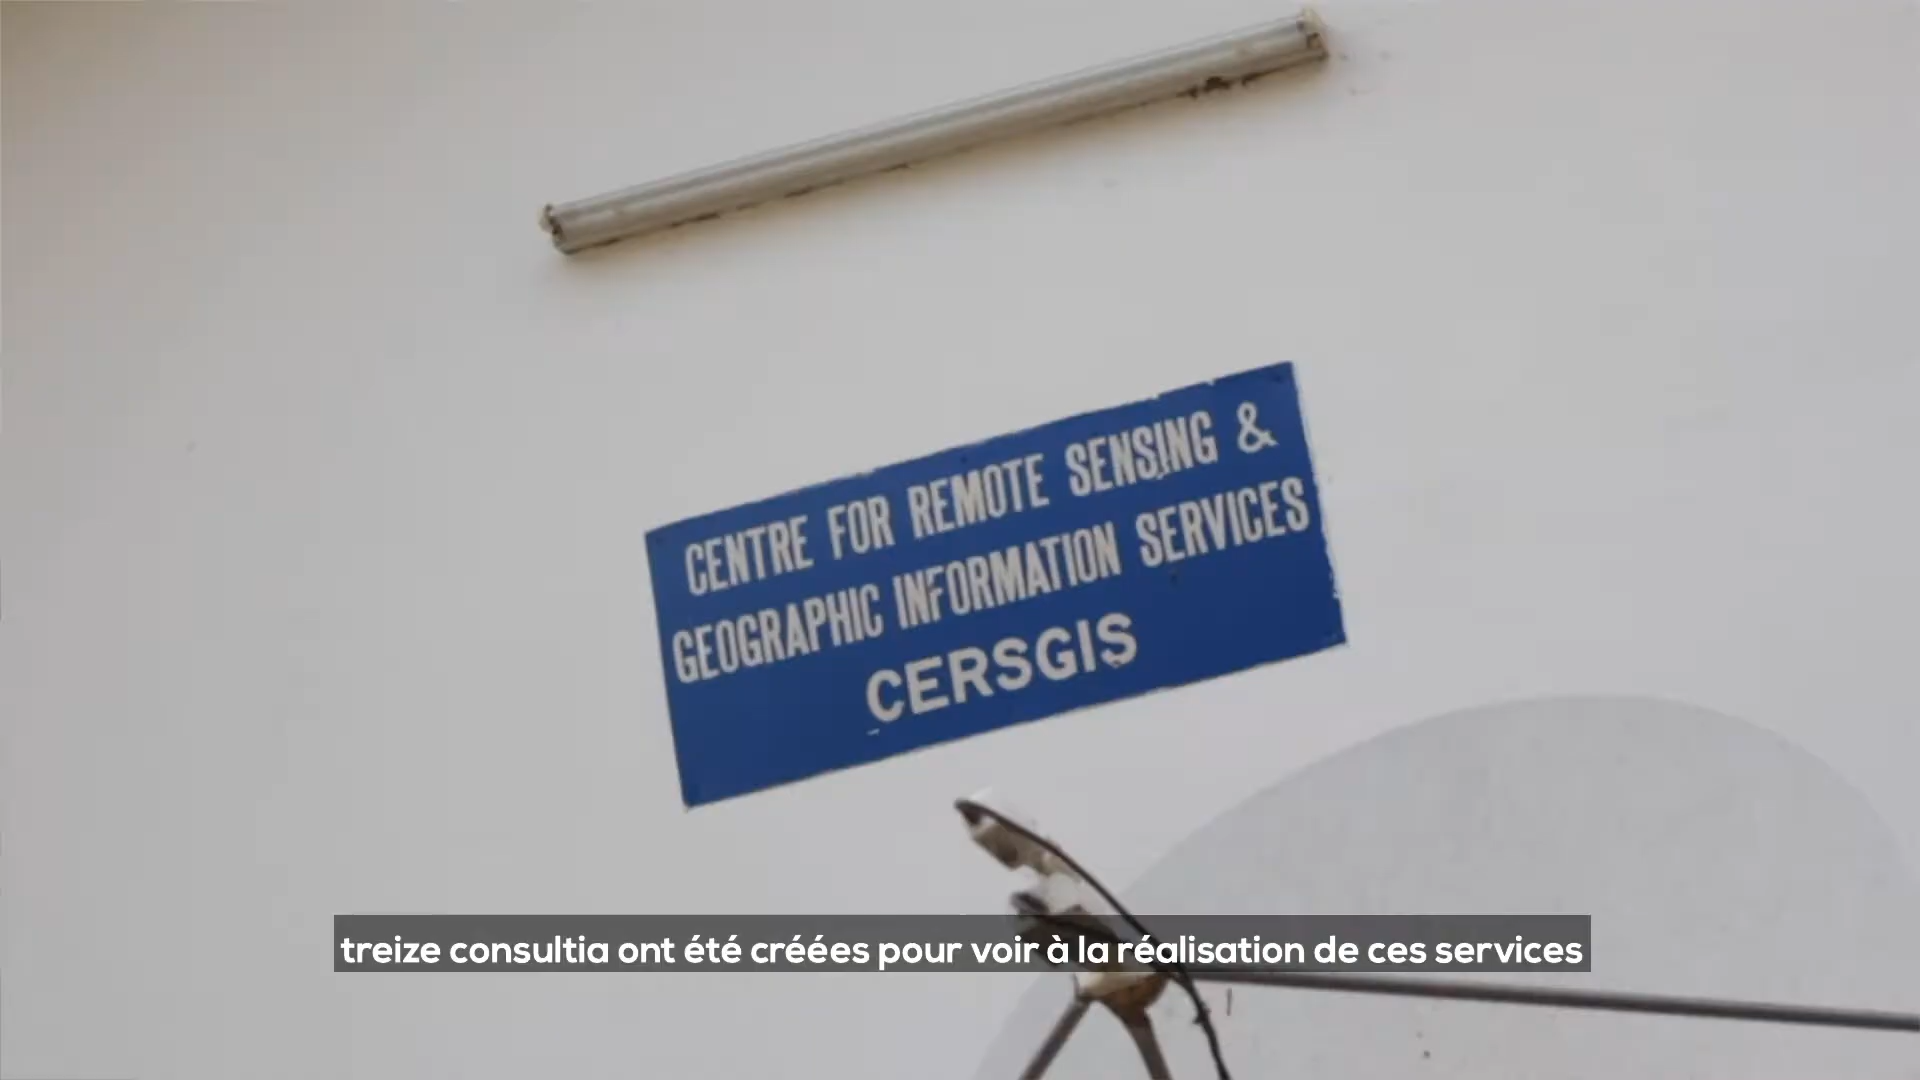 CENTRE FOR REMOTE SENSING &
GEOGRAPHIC INFORMATION SERVICES
CERSGIS
treize consultia ont été créées pour voir à la réalisation de ces services